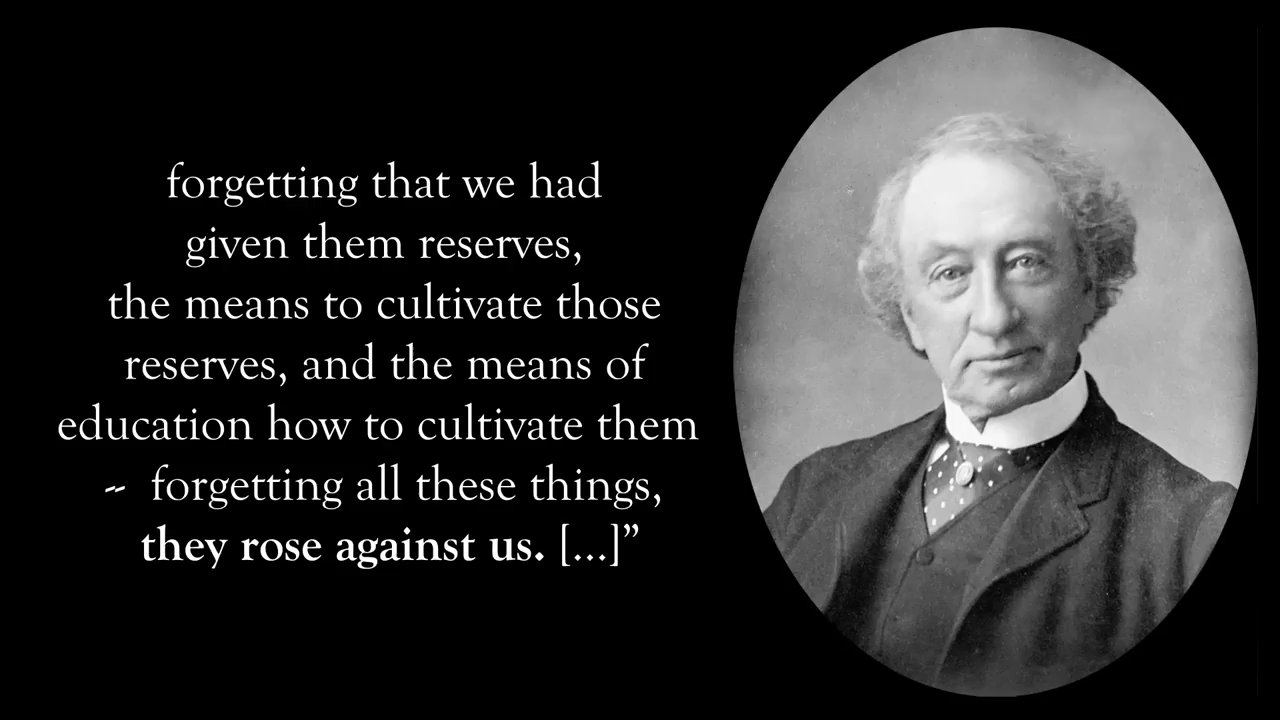 forgetting that we had
given them reserves,
the means to cultivate those
reserves, and the means of
education how to cultivate them
-- forgetting all these things,
they rose against us. [...]”